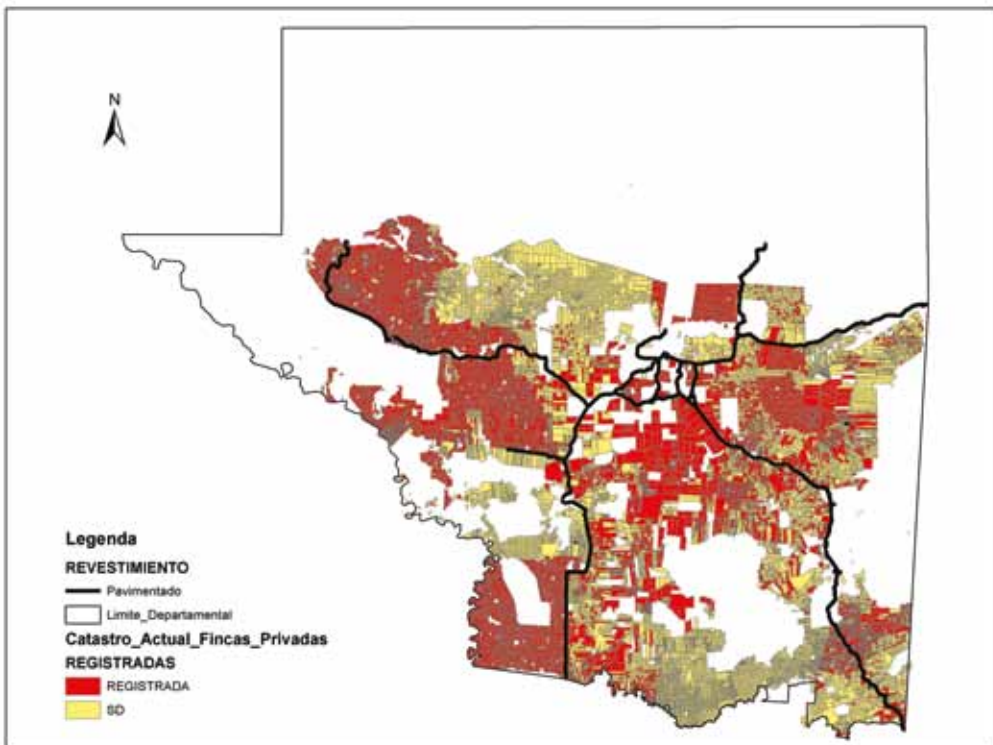 N
Legenda
REVESTIMIENTO
Pavimentado
Limite_Departamental
Catastro_Actual_Fincas_Privadas
REGISTRADAS
REGISTRADA
SD